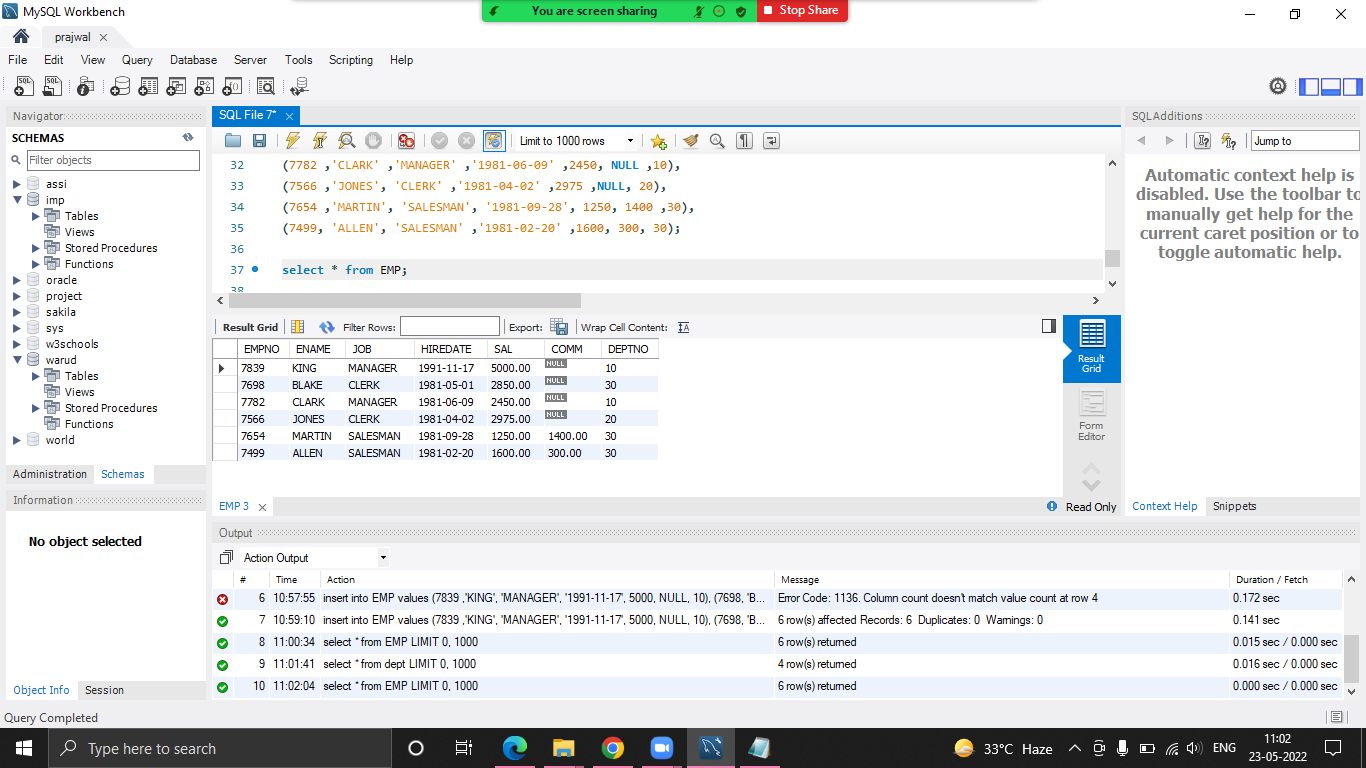 MySQL Workbench
You are screen sharing
Stop Share
prajwal
File Edit View Query Database Server Tools Scripting Help
Navigator
SCHEMAS
Filter objects
assi
imp
Tables
Views
Stored Procedures
Functions
oracle
project
sakila
sys
w3schools
warud
Tables
Views
Stored Procedures
Functions
world
Administration Schemas
Information
No object selected
Object Info Session
SQL File 7*
Limit to 1000 rows
32 (7782 ,'CLARK' ,'MANAGER' ,'1981-06-09' ,2450, NULL ,10),
33 (7566 ,'JONES', 'CLERK' ,'1981-04-02' ,2975 ,NULL, 20),
34 (7654 ,'MARTIN', 'SALESMAN', '1981-09-28', 1250, 1400 ,30),
35 (7499, 'ALLEN', 'SALESMAN' ,'1981-02-20' ,1600, 300, 30);
36
37 select * from EMP;
38
Result Grid Filter Rows: Export: Wrap Cell Content:
EMPNO ENAME JOB HIREDATE SAL COMM DEPTNO
7839 KING MANAGER 1991-11-17 5000.00 NULL 10
7698 BLAKE CLERK 1981-05-01 2850.00 NULL 30
7782 CLARK MANAGER 1981-06-09 2450.00 NULL 10
7566 JONES CLERK 1981-04-02 2975.00 NULL 20
7654 MARTIN SALESMAN 1981-09-28 1250.00 1400.00 30
7499 ALLEN SALESMAN 1981-02-20 1600.00 300.00 30
Result
Grid
Form
Editor
EMP 3
Read Only
SQLAdditions
Jump to
Automatic context help is
disabled. Use the toolbar to
manually get help for the
current caret position or to
toggle automatic help.
Context Help Snippets
Output
Action Output
# Time Action Message Duration / Fetch
6 10:57:55 insert into EMP values (7839 ,'KING', 'MANAGER', '1991-11-17', 5000, NULL, 10), (7698, 'B... Error Code: 1136. Column count doesn't match value count at row 4 0.172 sec
7 10:59:10 insert into EMP values (7839 ,'KING', 'MANAGER', '1991-11-17', 5000, NULL, 10), (7698, 'B... 6 row(s) affected Records: 6 Duplicates: 0 Warnings: 0 0.141 sec
8 11:00:34 select * from EMP LIMIT 0, 1000 6 row(s) returned 0.015 sec / 0.000 sec
9 11:01:41 select * from dept LIMIT 0, 1000 4 row(s) returned 0.016 sec / 0.000 sec
10 11:02:04 select * from EMP LIMIT 0, 1000 6 row(s) returned 0.000 sec / 0.000 sec
Query Completed
Type here to search
33°C Haze
ENG
11:02
23-05-2022